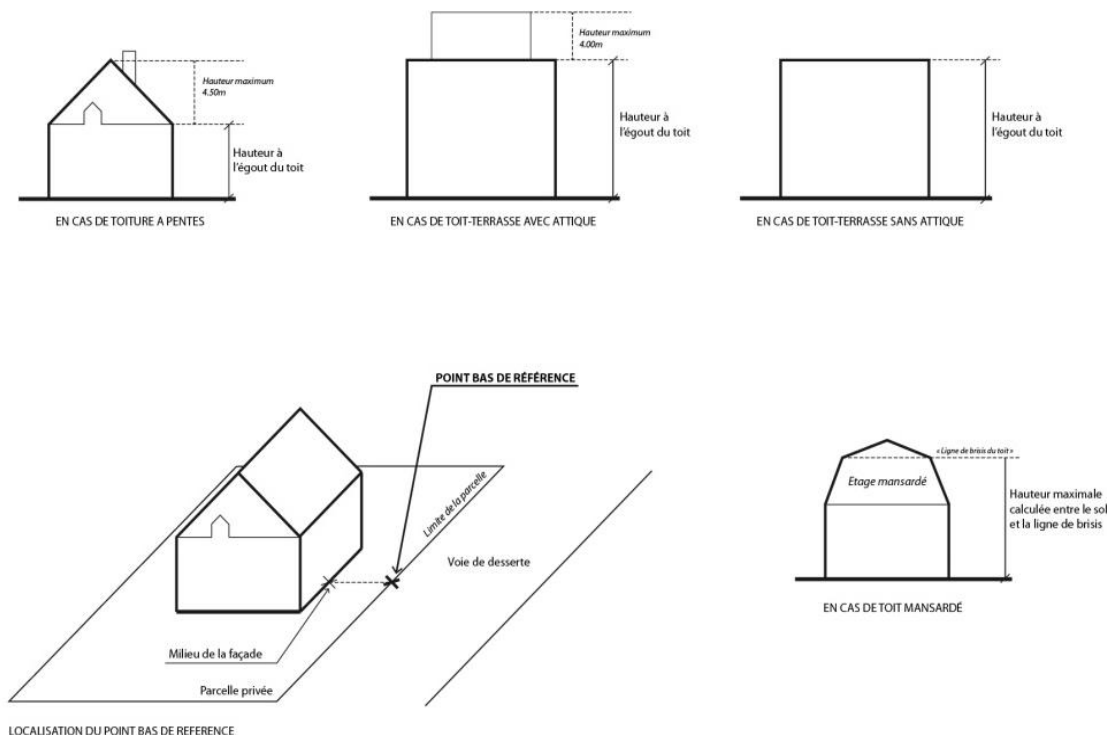 Hauteur maximum
4.50m
Hauteur à
l'égout du toit
EN CAS DE TOITURE A PENTES
Hauteur maximum
4.00m
Hauteur à
l'égout du toit
EN CAS DE TOIT-TERRASSE AVEC ATTIQUE
Hauteur à
l'égout du toit
EN CAS DE TOIT-TERRASSE SANS ATTIQUE
POINT BAS DE RÉFÉRENCE
Limite de la parcelle
Voie de desserte
Milieu de la façade
Parcelle privée
LOCALISATION DU POINT BAS DE REFERENCE
« Ligne de brisis du toit »
Etage mansardé
Hauteur maximale
calculée entre le sol
et la ligne de brisis
EN CAS DE TOIT MANSARDÉ